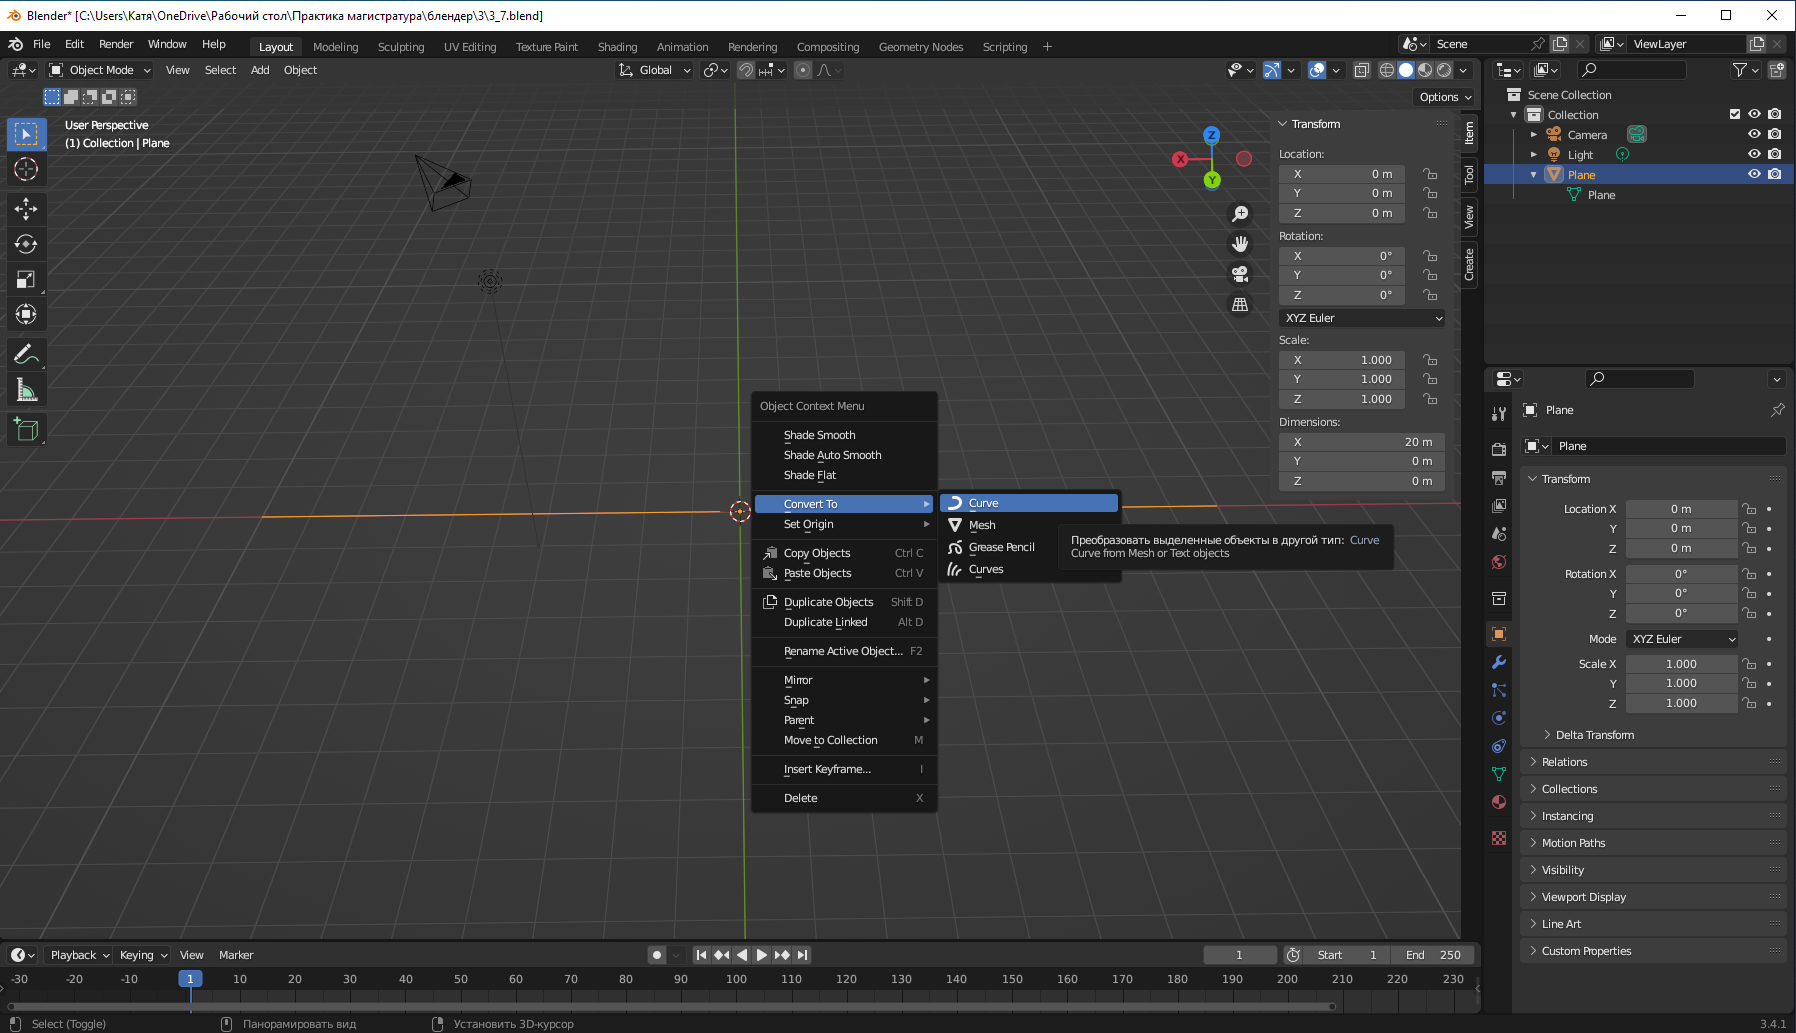 Blender* [C:\Users\Катя\OneDrive\Рабочий стол\Практика магистратура\блендер\3\3_7.blend]
File Edit Render Window Help Layout Modeling Sculpting UV Editing Texture Paint Shading Animation Rendering Compositing Geometry Nodes Scripting + Scene ViewLayer
Object Mode View Select Add Object Global
Options
User Perspective
(1) Collection | Plane
Z
X
Y
Transform
Location:
X 0 m
Y 0 m
Z 0 m
Rotation:
X 0°
Y 0°
Z 0°
XYZ Euler
Scale:
X 1.000
Y 1.000
Z 1.000
Dimensions:
X 20 m
Y 0 m
Z 0 m
Item
Tool
View
Create
Object Context Menu
Shade Smooth
Shade Auto Smooth
Shade Flat
Convert To
Set Origin
Copy Objects Ctrl C
Paste Objects Ctrl V
Duplicate Objects Shift D
Duplicate Linked Alt D
Rename Active Object... F2
Mirror
Snap
Parent
Move to Collection M
Insert Keyframe... I
Delete X
Curve
Mesh
Grease Pencil
Curves
Преобразовать выделенные объекты в другой тип: Curve
Curve from Mesh or Text objects
Scene Collection
Collection
Camera
Light
Plane
Plane
Plane
Plane
Transform
Location X 0 m
Y 0 m
Z 0 m
Rotation X 0°
Y 0°
Z 0°
Mode XYZ Euler
Scale X 1.000
Y 1.000
Z 1.000
Delta Transform
Relations
Collections
Instancing
Motion Paths
Visibility
Viewport Display
Line Art
Custom Properties
Playback Keying View Marker 1 Start 1 End 250
-30 -20 -10 1 10 20 30 40 50 60 70 80 90 100 110 120 130 140 150 160 170 180 190 200 210 220 230
Select (Toggle) Панорамировать вид Установить 3D-курсор 3.4.1